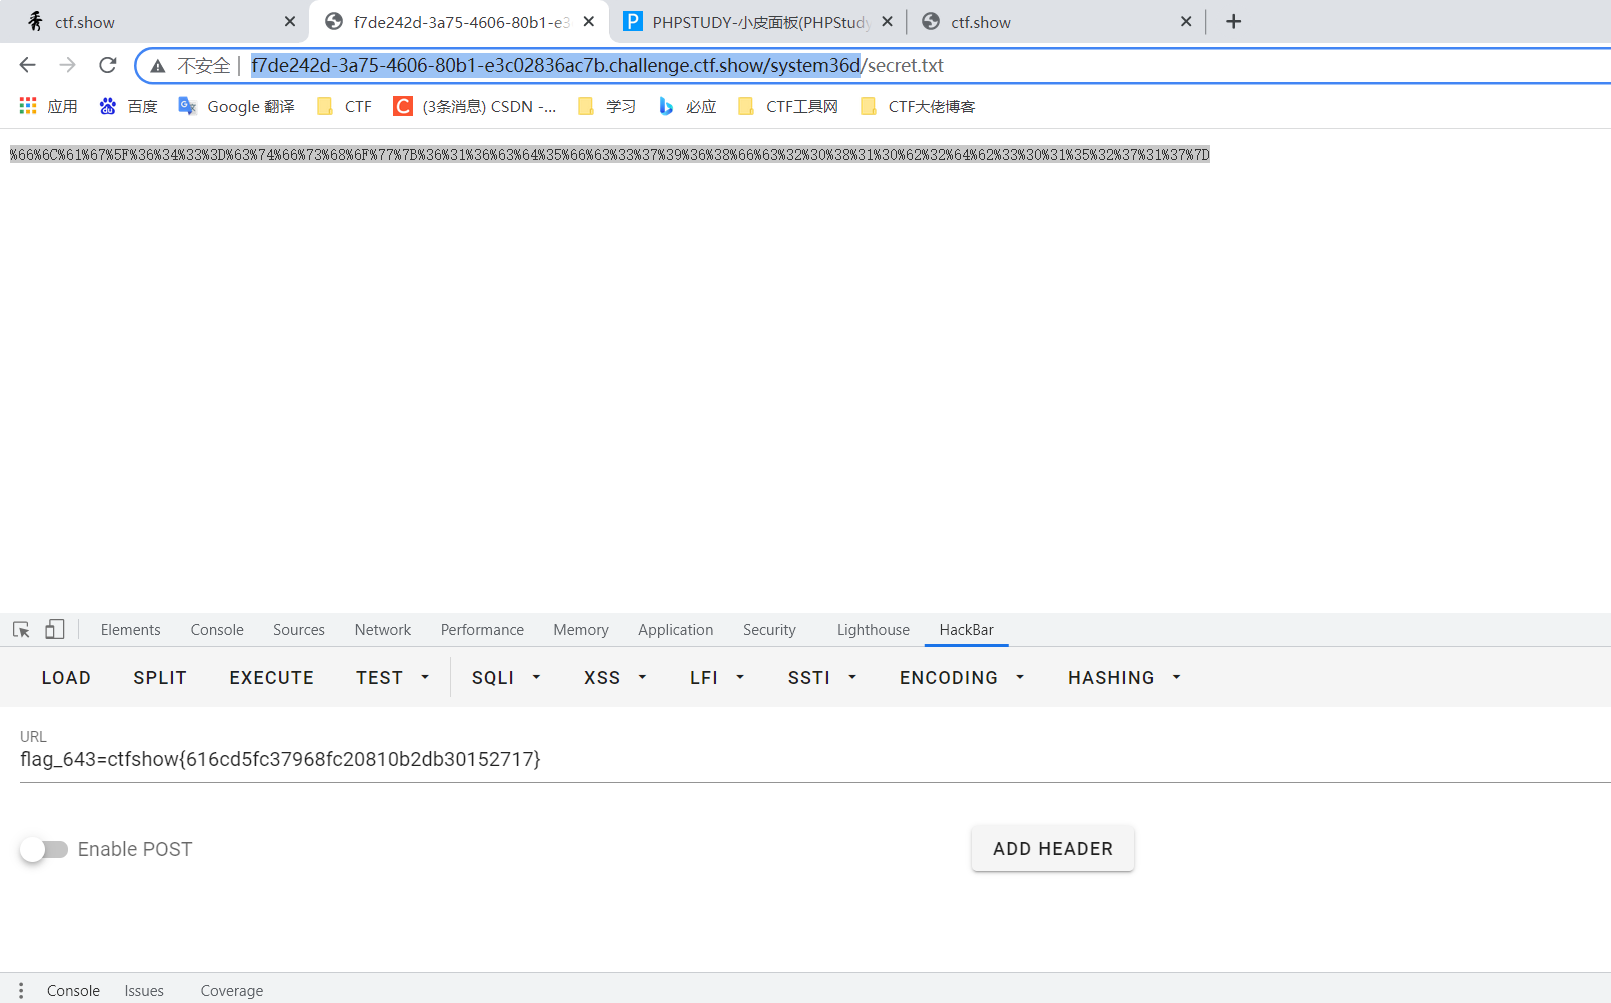 ctf.show
f7de242d-3a75-4606-80b1-e3
PHPSTUDY-小皮面板(PHPStudy
ctf.show
不安全 f7de242d-3a75-4606-80b1-e3c02836ac7b.challenge.ctf.show/system36d/secret.txt
应用 百度 Google 翻译 CTF (3条消息) CSDN -... 学习 必应 CTF工具网 CTF大佬博客
%66%6C%61%67%5F%36%34%33%3D%63%74%66%73%68%6F%77%7B%36%31%36%63%64%35%66%63%33%37%39%36%38%66%63%32%30%38%31%30%62%32%64%62%33%30%31%35%32%37%31%37%7D
Elements Console Sources Network Performance Memory Application Security Lighthouse HackBar
LOAD SPLIT EXECUTE TEST SQLI XSS LFI SSTI ENCODING HASHING
URL
flag_643=ctfshow{616cd5fc37968fc20810b2db30152717}
Enable POST ADD HEADER
Console Issues Coverage